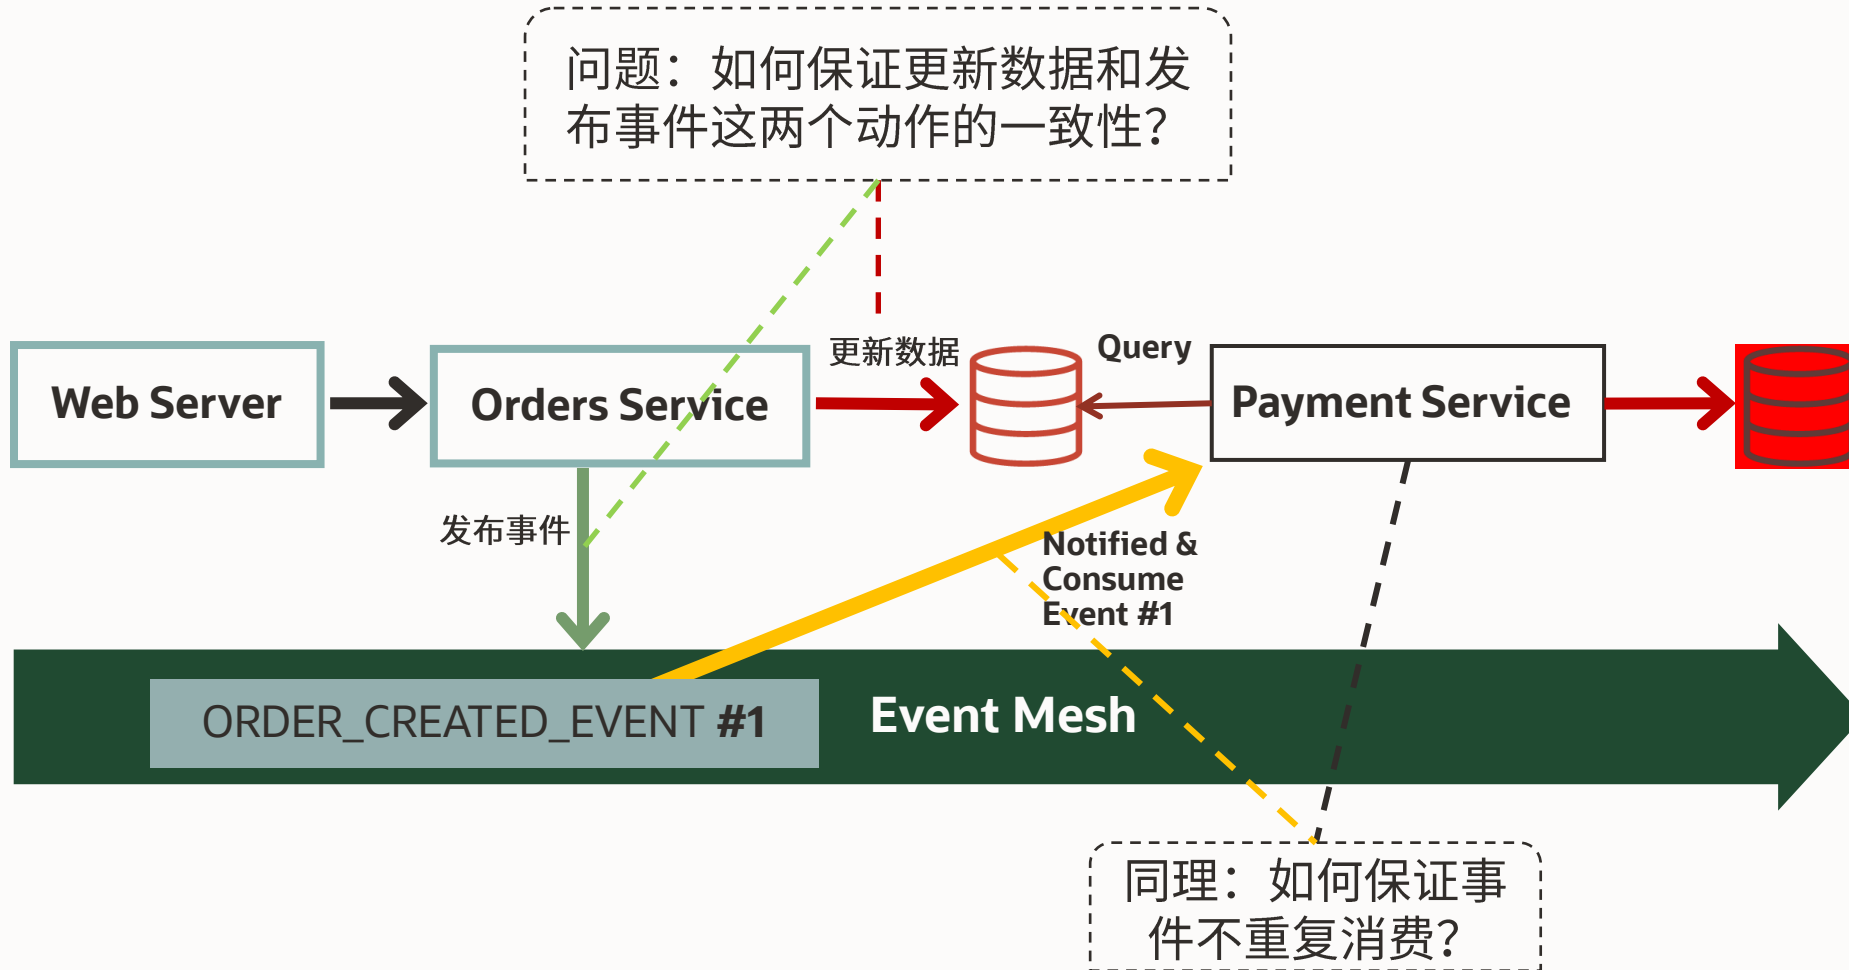 问题：如何保证更新数据和发
布事件这两个动作的一致性？
更新数据
Query
Web Server
Orders Service
Payment Service
发布事件
Notified &
Consume
Event #1
ORDER_CREATED_EVENT #1
Event Mesh
同理：如何保证事
件不重复消费？